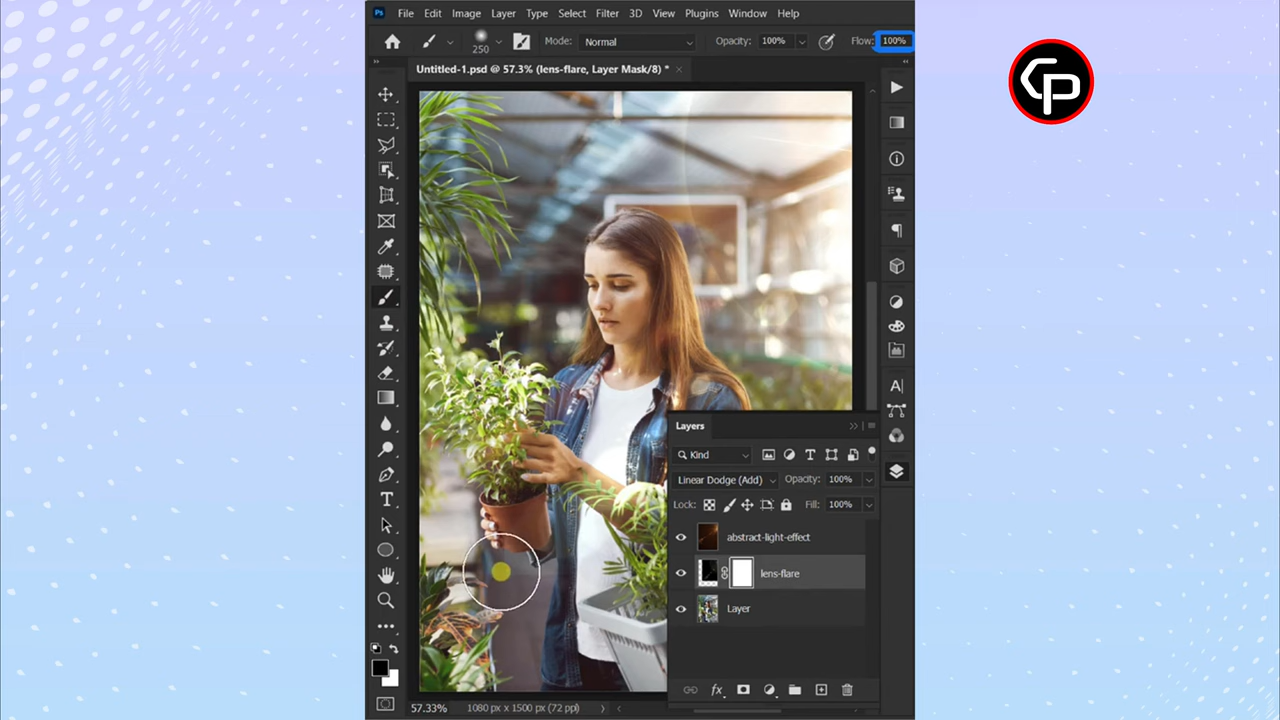 Ps File Edit Image Layer Type Select Filter 3D View Plugins Window Help
250 Mode: Normal Opacity: 100% Flow: 100%
Untitled-1.psd @ 57.3% (lens-flare, Layer Mask/8) * ×
CP
Layers
Kind
Linear Dodge (Add) Opacity: 100%
Lock: Fill: 100%
abstract-light-effect
lens-flare
Layer
fx
57.33% 1080 px x 1500 px (72 ppi)